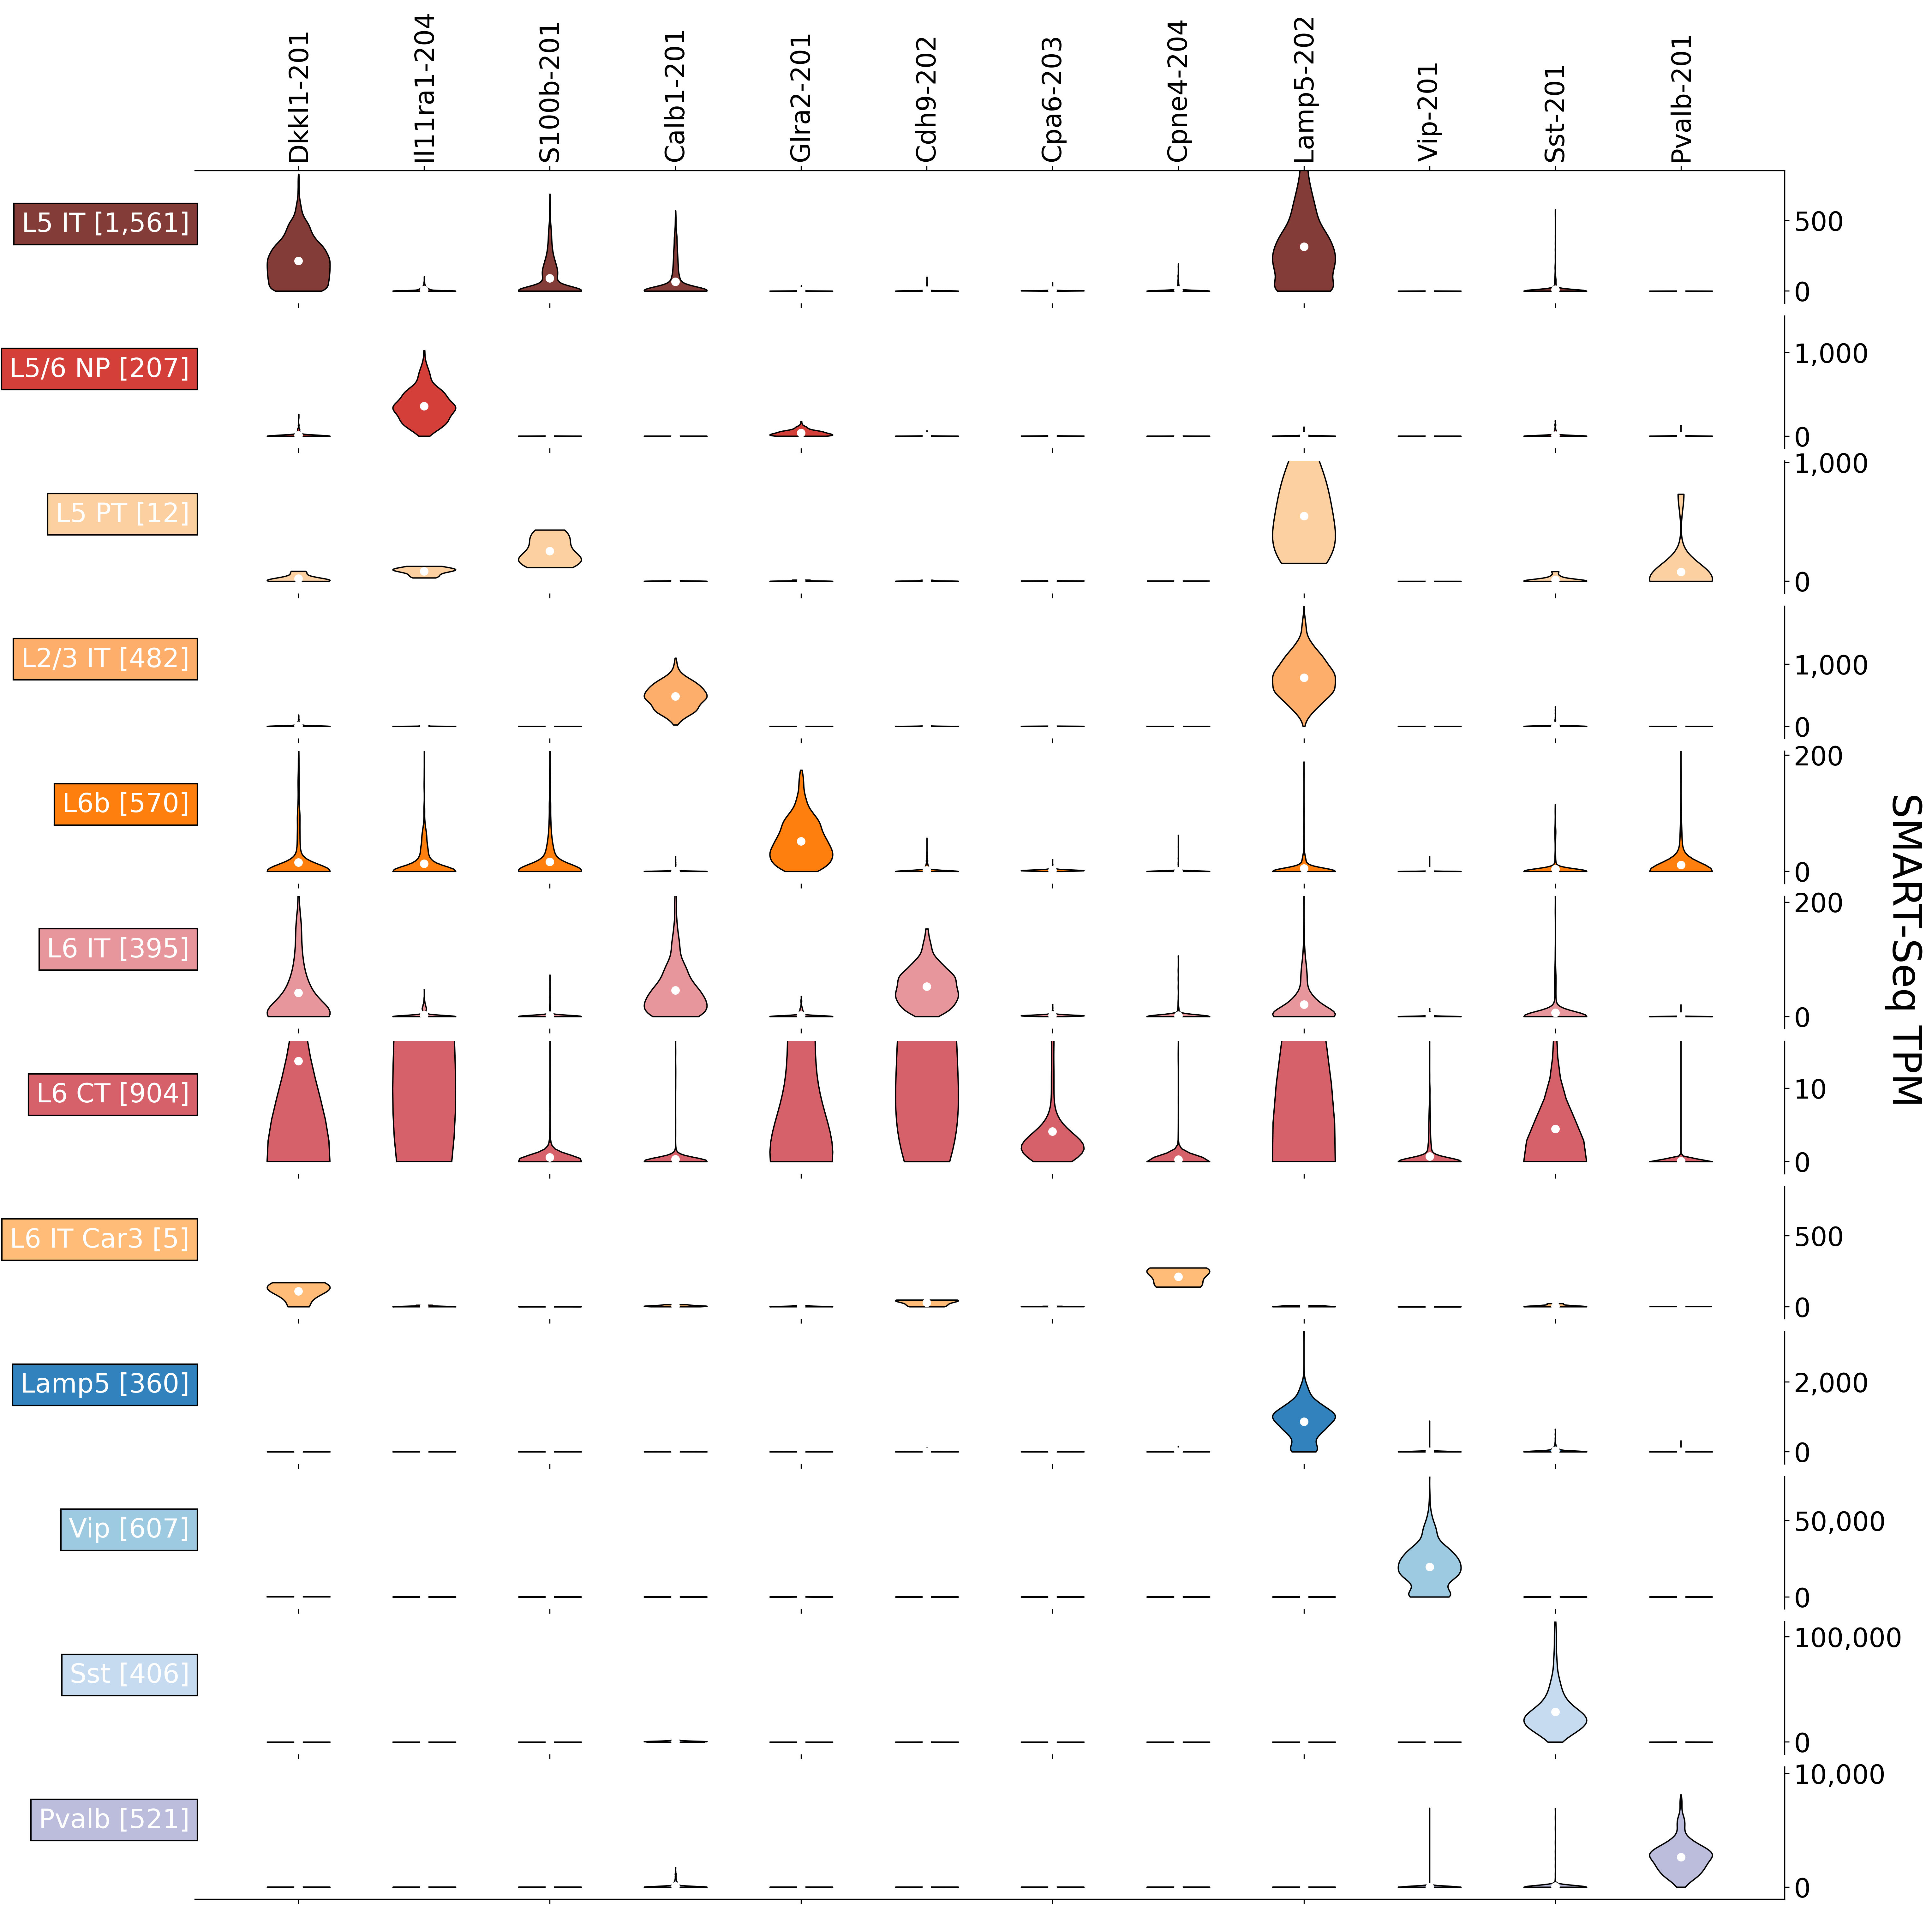 Dkkl1-201
Il11ra1-204
S100b-201
Calb1-201
Glra2-201
Cdh9-202
Cpa6-203
Cpne4-204
Lamp5-202
Vip-201
Sst-201
Pvalb-201
L5 IT [1,561]
500
0
L5/6 NP [207]
1,000
0
L5 PT [12]
1,000
0
L2/3 IT [482]
1,000
0
L6b [570]
200
0
L6 IT [395]
200
0
L6 CT [904]
10
0
L6 IT Car3 [5]
500
0
Lamp5 [360]
2,000
0
Vip [607]
50,000
0
Sst [406]
100,000
0
Pvalb [521]
10,000
0
SMART-Seq TPM